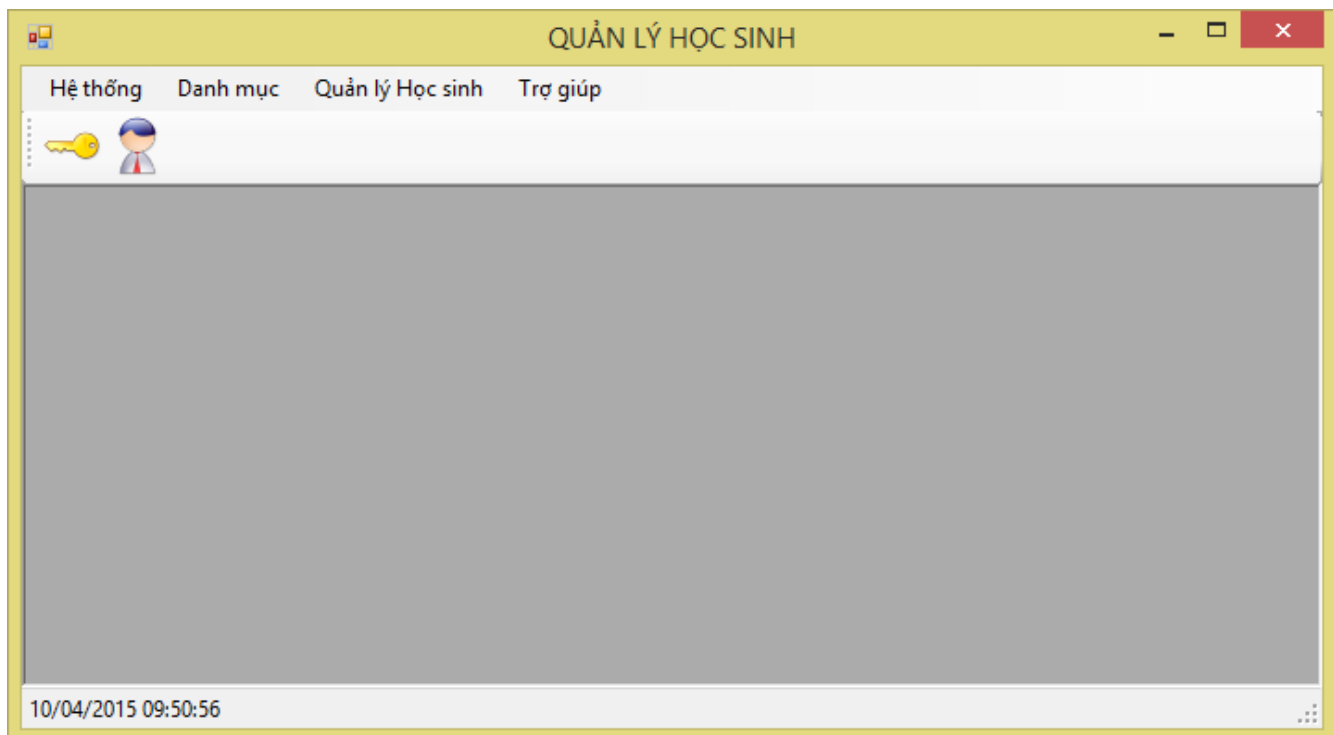 QUẢN LÝ HỌC SINH
Hệ thống Danh mục Quản lý Học sinh Trợ giúp
10/04/2015 09:50:56